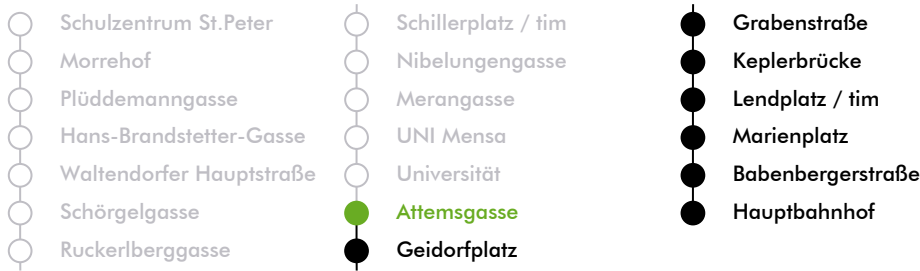 Schulzentrum St.Peter
Morrehof
Plüddemanngasse
Hans-Brandstetter-Gasse
Waltendorfer Hauptstraße
Schörgelgasse
Ruckerlberggasse
Schillerplatz / tim
Nibelungengasse
Merangasse
UNI Mensa
Universität
Attemsgasse
Geidorfplatz
Grabenstraße
Keplerbrücke
Lendplatz / tim
Marienplatz
Babenbergerstraße
Hauptbahnhof